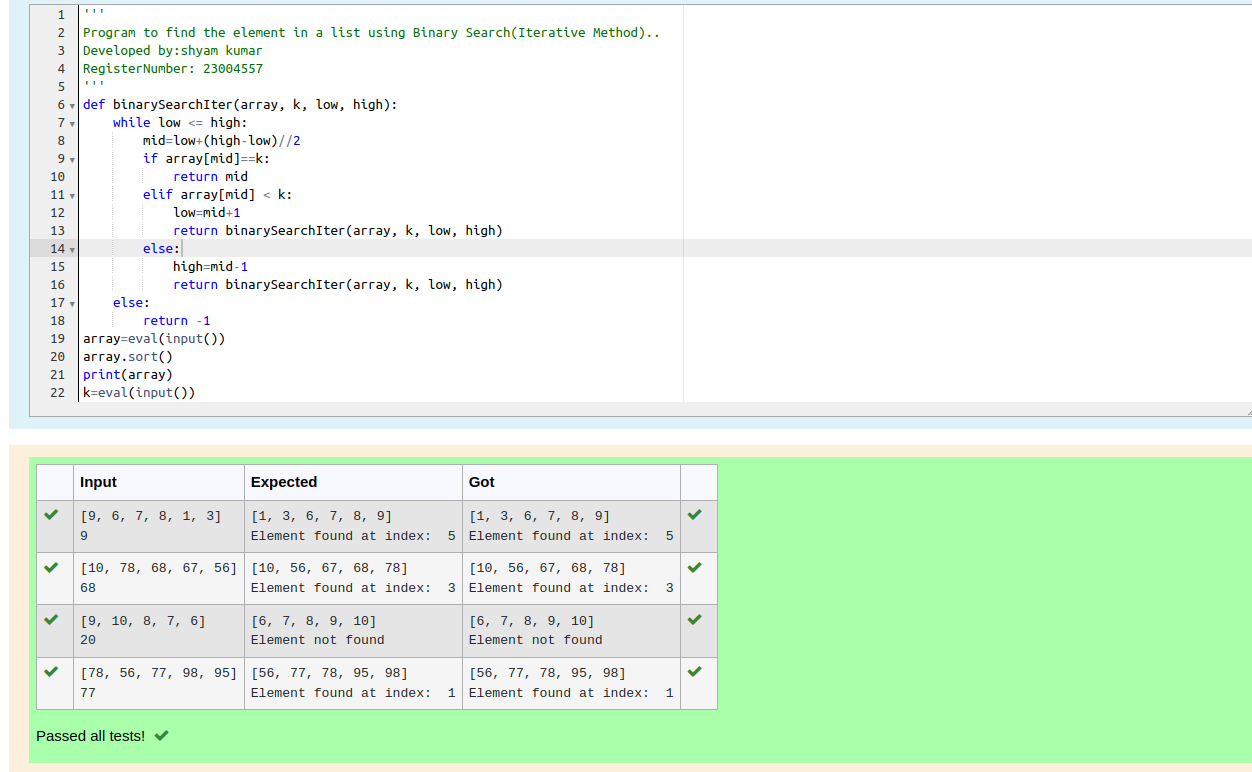 1 '''
2 Program to find the element in a list using Binary Search(Iterative Method)..
3 Developed by:shyam kumar
4 RegisterNumber: 23004557
5 '''
6 def binarySearchIter(array, k, low, high):
7     while low <= high:
8         mid=low+(high-low)//2
9         if array[mid]==k:
10             return mid
11         elif array[mid] < k:
12             low=mid+1
13             return binarySearchIter(array, k, low, high)
14         else:
15             high=mid-1
16             return binarySearchIter(array, k, low, high)
17     else:
18         return -1
19 array=eval(input())
20 array.sort()
21 print(array)
22 k=eval(input())
Input Expected Got
[9, 6, 7, 8, 1, 3] [1, 3, 6, 7, 8, 9] [1, 3, 6, 7, 8, 9]
9 Element found at index:  5 Element found at index:  5
[10, 78, 68, 67, 56] [10, 56, 67, 68, 78] [10, 56, 67, 68, 78]
68 Element found at index:  3 Element found at index:  3
[9, 10, 8, 7, 6] [6, 7, 8, 9, 10] [6, 7, 8, 9, 10]
20 Element not found Element not found
[78, 56, 77, 98, 95] [56, 77, 78, 95, 98] [56, 77, 78, 95, 98]
77 Element found at index:  1 Element found at index:  1
Passed all tests!